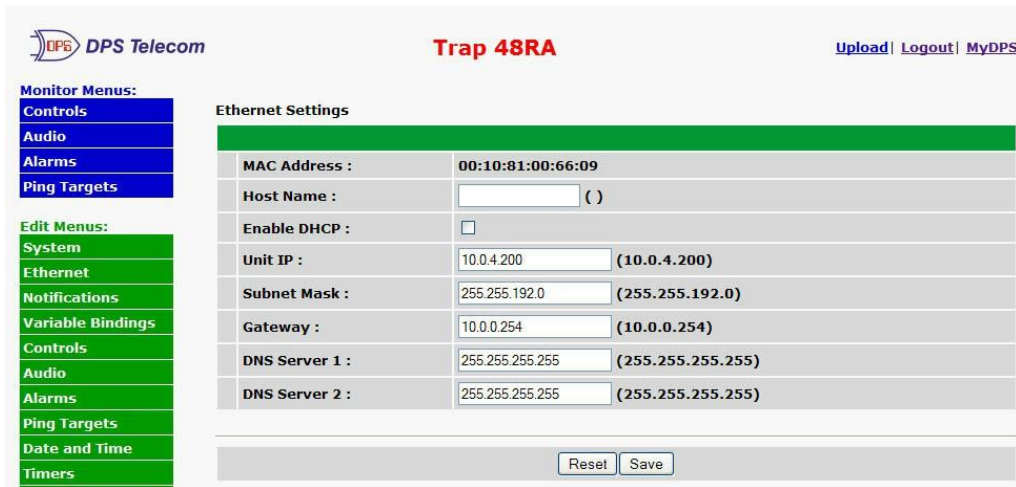 DPS DPS Telecom
Trap 48RA
Upload| Logout| MyDPS
Monitor Menus:
Controls
Audio
Alarms
Ping Targets
Edit Menus:
System
Ethernet
Notifications
Variable Bindings
Controls
Audio
Alarms
Ping Targets
Date and Time
Timers
Ethernet Settings
MAC Address : 00:10:81:00:66:09
Host Name : ( )
Enable DHCP :
Unit IP : 10.0.4.200 (10.0.4.200)
Subnet Mask : 255.255.192.0 (255.255.192.0)
Gateway : 10.0.0.254 (10.0.0.254)
DNS Server 1 : 255.255.255.255 (255.255.255.255)
DNS Server 2 : 255.255.255.255 (255.255.255.255)
Reset Save